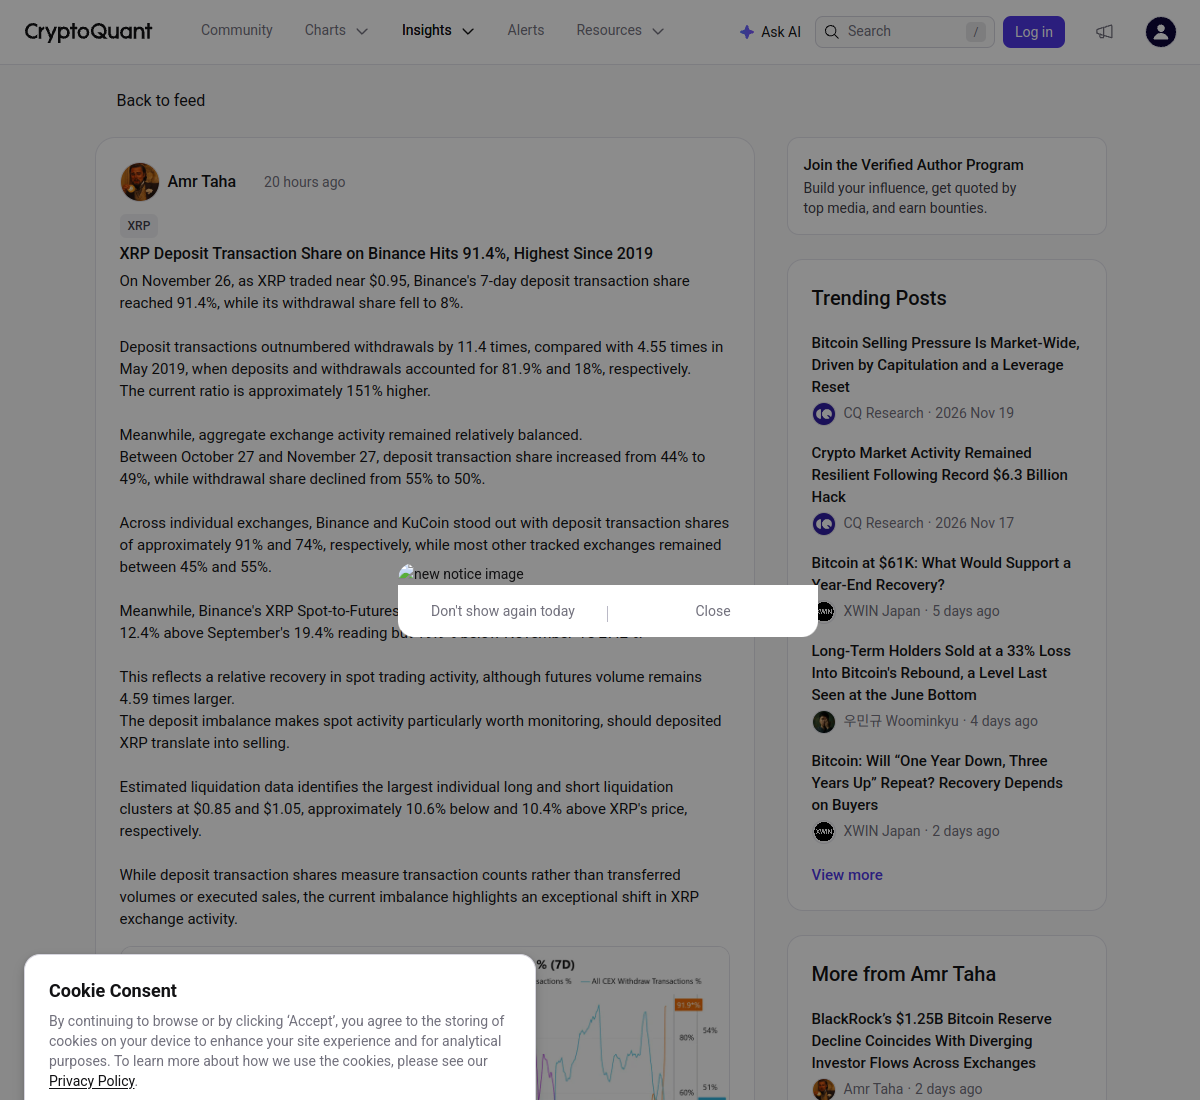 CryptoQuant
Community
Charts
Insights
Alerts
Resources
Ask AI
Search
/
Log in
Back to feed
Amr Taha
20 hours ago
XRP
XRP Deposit Transaction Share on Binance Hits 91.4%, Highest Since 2019
On November 26, as XRP traded near $0.95, Binance's 7-day deposit transaction share
reached 91.4%, while its withdrawal share fell to 8%.
Deposit transactions outnumbered withdrawals by 11.4 times, compared with 4.55 times in
May 2019, when deposits and withdrawals accounted for 81.9% and 18%, respectively.
The current ratio is approximately 151% higher.
Meanwhile, aggregate exchange activity remained relatively balanced.
Between October 27 and November 27, deposit transaction share increased from 44% to
49%, while withdrawal share declined from 55% to 50%.
Across individual exchanges, Binance and KuCoin stood out with deposit transaction shares
of approximately 91% and 74%, respectively, while most other tracked exchanges remained
between 45% and 55%.
Meanwhile, Binance's XRP Spot-to-Futures
12.4% above September's 19.4% reading but
This reflects a relative recovery in spot trading activity, although futures volume remains
4.59 times larger.
The deposit imbalance makes spot activity particularly worth monitoring, should deposited
XRP translate into selling.
Estimated liquidation data identifies the largest individual long and short liquidation
clusters at $0.85 and $1.05, approximately 10.6% below and 10.4% above XRP's price,
respectively.
While deposit transaction shares measure transaction counts rather than transferred
volumes or executed sales, the current imbalance highlights an exceptional shift in XRP
exchange activity.
% (7D)
sactions %
All CEX Withdraw Transactions %
80%
54%
60%
51%
new notice image
Don't show again today
Close
Cookie Consent
By continuing to browse or by clicking ‘Accept’, you agree to the storing of
cookies on your device to enhance your site experience and for analytical
purposes. To learn more about how we use the cookies, please see our
Privacy Policy.
Join the Verified Author Program
Build your influence, get quoted by
top media, and earn bounties.
Trending Posts
Bitcoin Selling Pressure Is Market-Wide,
Driven by Capitulation and a Leverage
Reset
CQ Research · 2026 Nov 19
Crypto Market Activity Remained
Resilient Following Record $6.3 Billion
Hack
CQ Research · 2026 Nov 17
Bitcoin at $61K: What Would Support a
Year-End Recovery?
XWIN Japan · 5 days ago
Long-Term Holders Sold at a 33% Loss
Into Bitcoin's Rebound, a Level Last
Seen at the June Bottom
우민규 Woominkyu · 4 days ago
Bitcoin: Will “One Year Down, Three
Years Up” Repeat? Recovery Depends
on Buyers
XWIN
XWIN Japan · 2 days ago
View more
More from Amr Taha
BlackRock’s $1.25B Bitcoin Reserve
Decline Coincides With Diverging
Investor Flows Across Exchanges
Amr Taha · 2 days ago